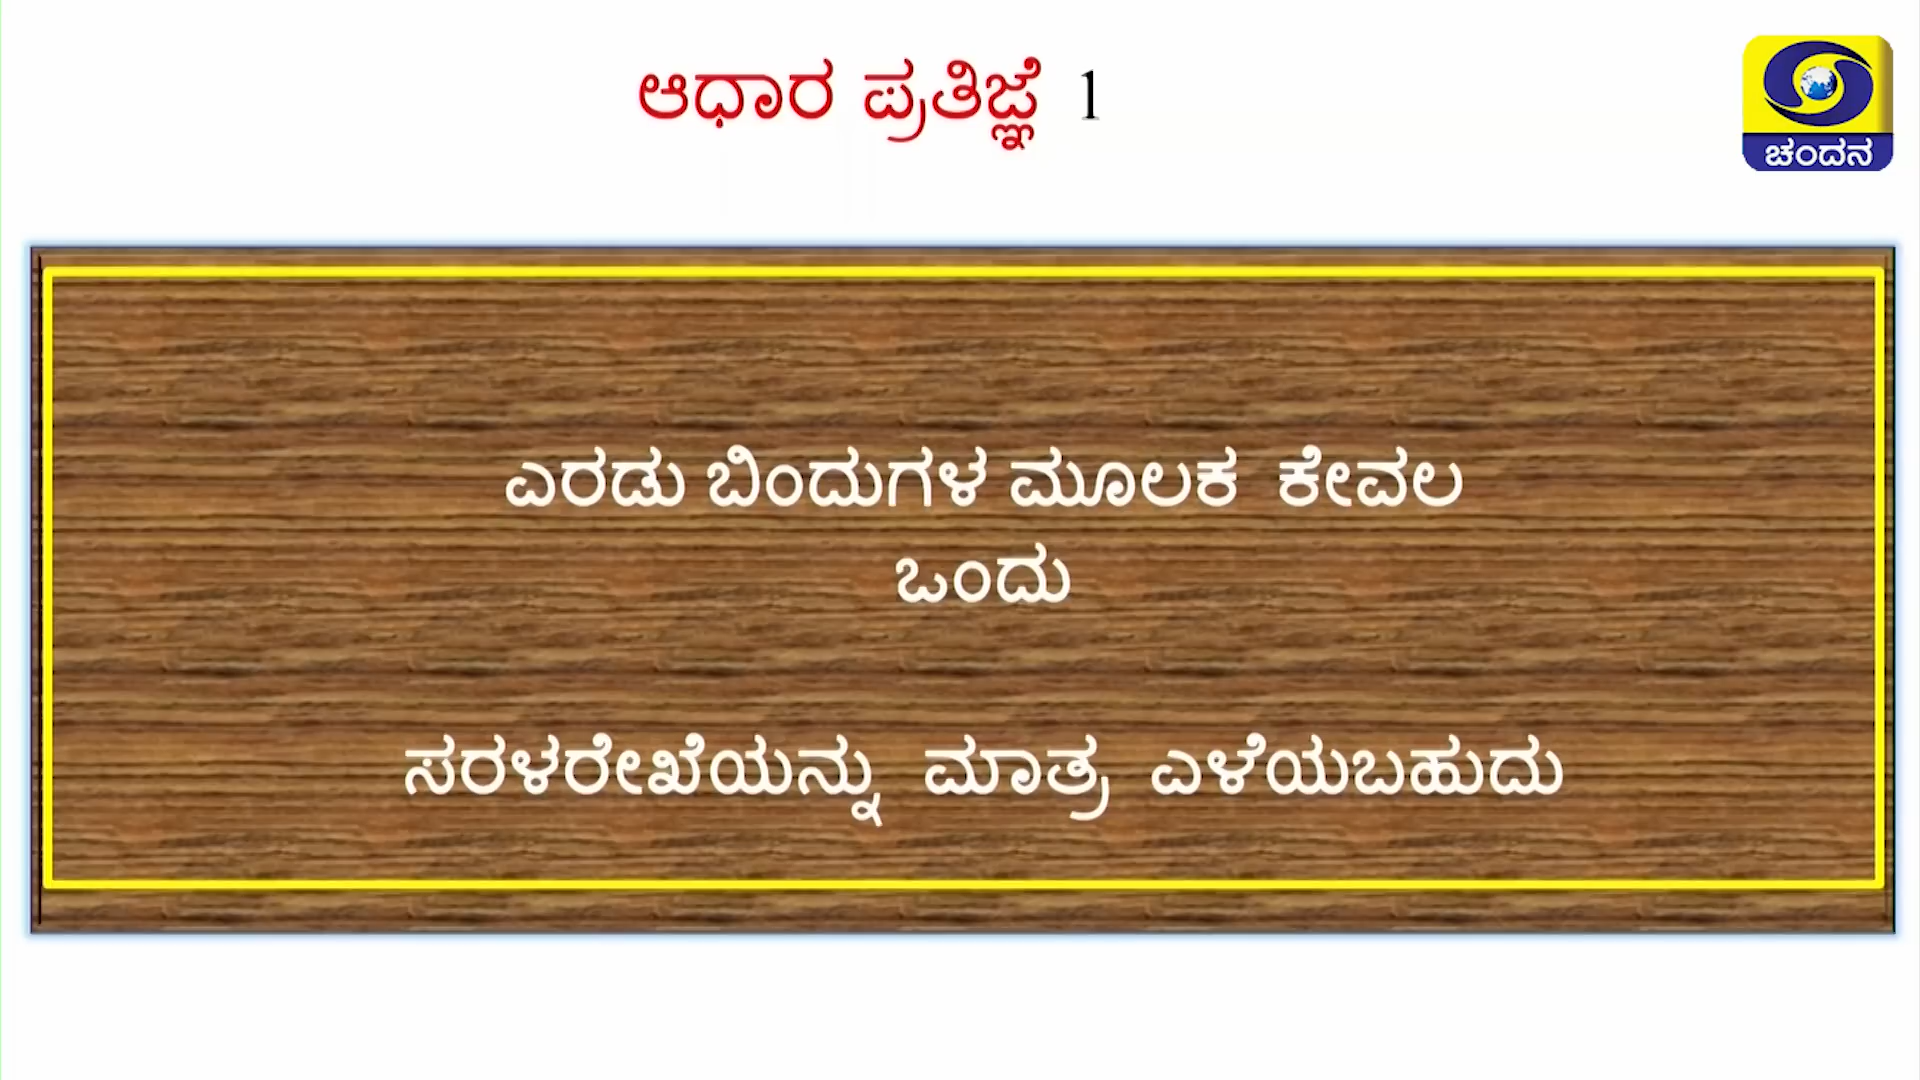 ಆಧಾರ ಪ್ರತಿಜ್ಞೆ 1
ಚಂದನ
ಎರಡು ಬಿಂದುಗಳ ಮೂಲಕ ಕೇವಲ
ಒಂದು
ಸರಳರೇಖೆಯನ್ನು ಮಾತ್ರ ಎಳೆಯಬಹುದು